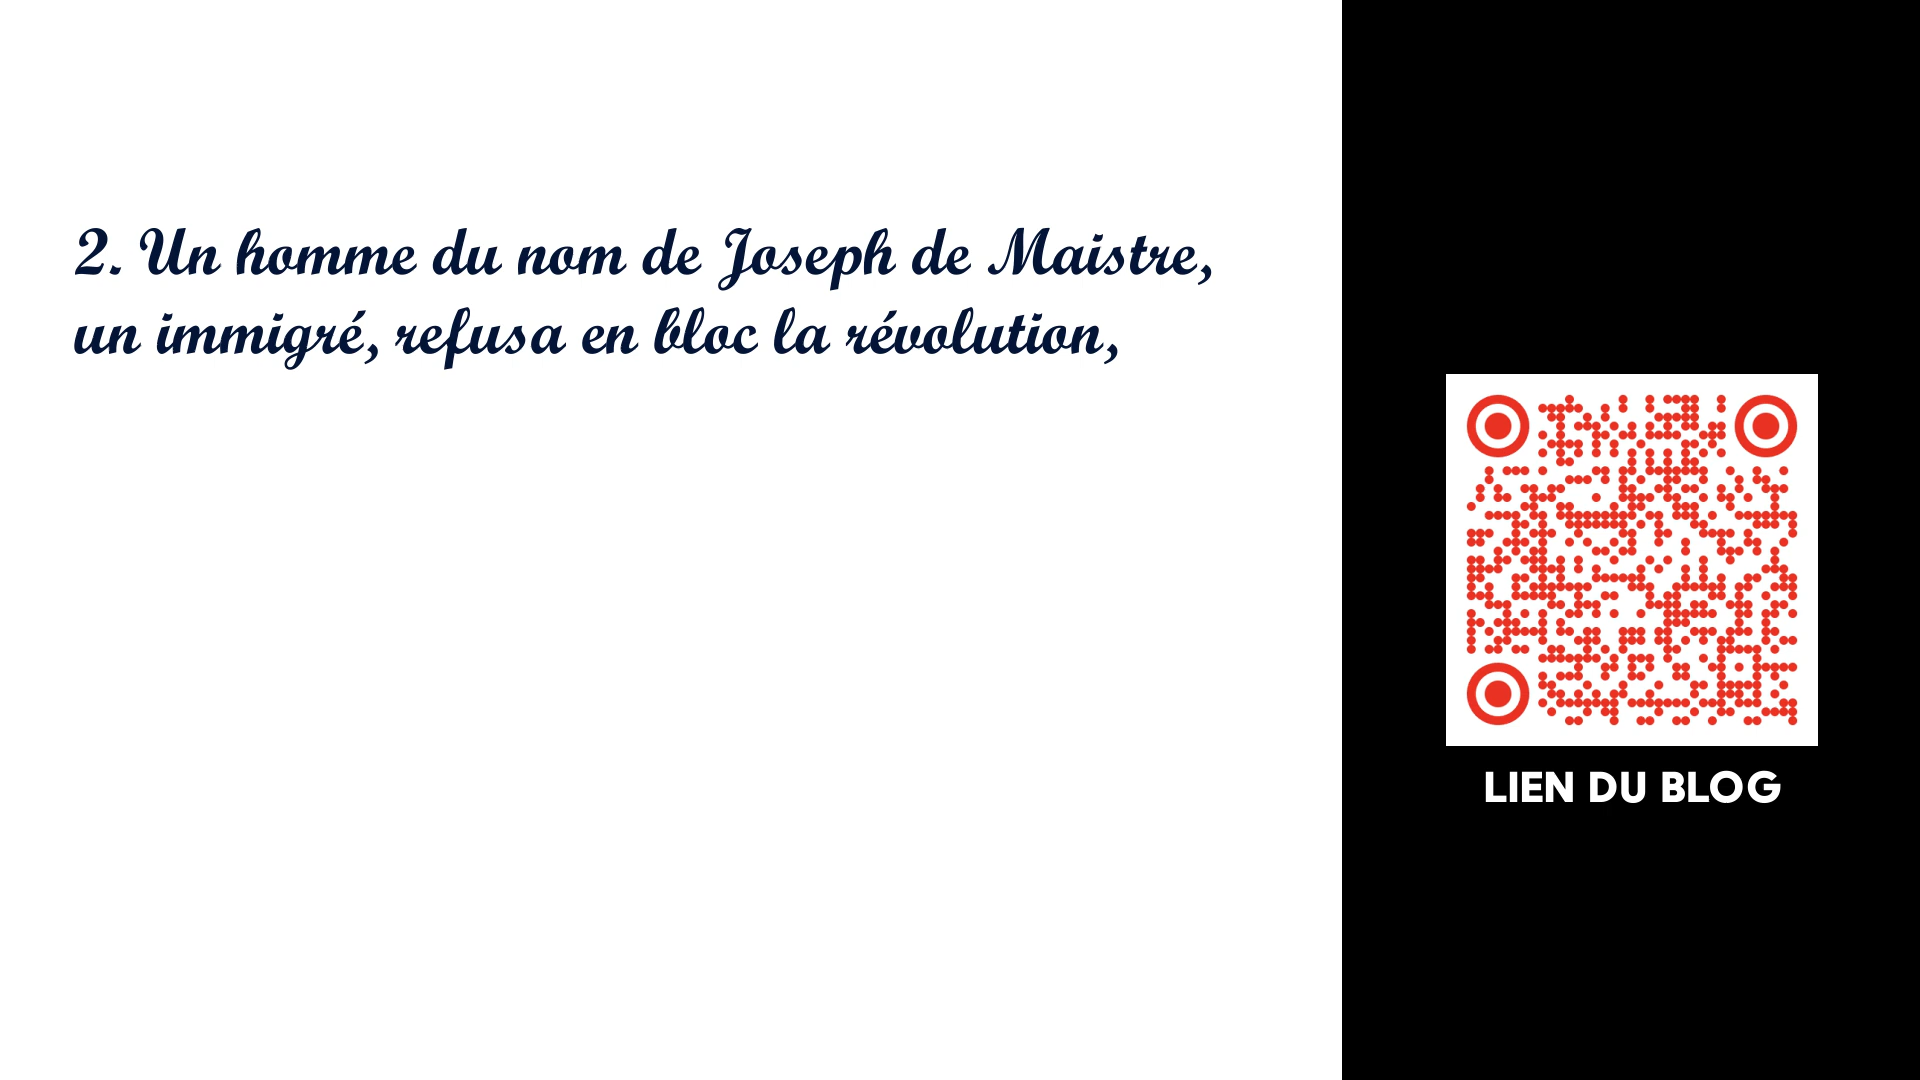 2. Un homme du nom de Joseph de Maistre,
un immigré, refusa en bloc la révolution,
LIEN DU BLOG